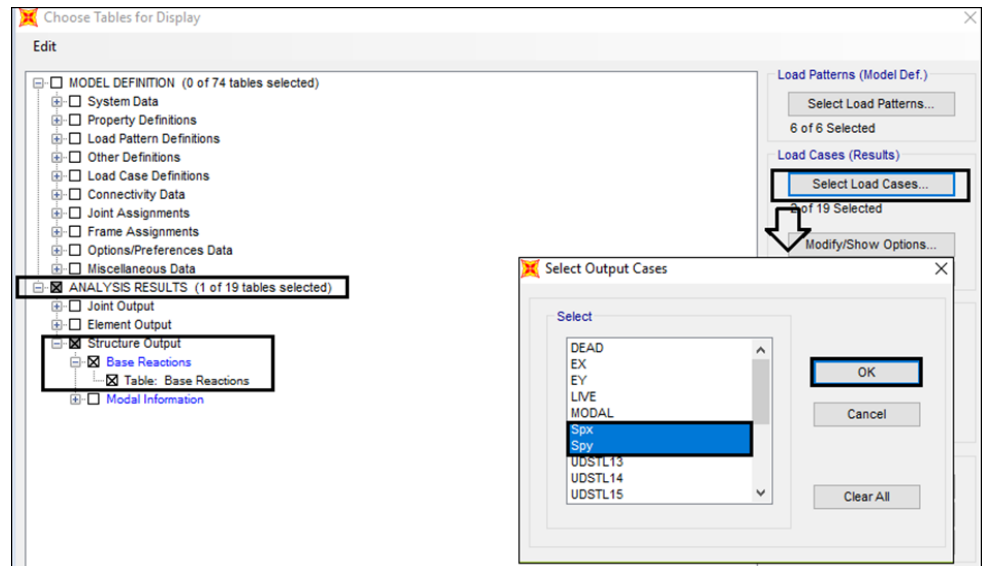 Choose Tables for Display
Edit
MODEL DEFINITION (0 of 74 tables selected)
System Data
Property Definitions
Load Pattern Definitions
Other Definitions
Load Case Definitions
Connectivity Data
Joint Assignments
Frame Assignments
Options/Preferences Data
Miscellaneous Data
ANALYSIS RESULTS (1 of 19 tables selected)
Joint Output
Element Output
Structure Output
Base Reactions
Table: Base Reactions
Modal Information
Load Patterns (Model Def.)
Select Load Patterns...
6 of 6 Selected
Load Cases (Results)
Select Load Cases...
2 of 19 Selected
Modify/Show Options...
Select Output Cases
Select
DEAD
EX
EY
LIVE
MODAL
Spx
Spy
UDSTL13
UDSTL14
UDSTL15
OK
Cancel
Clear All